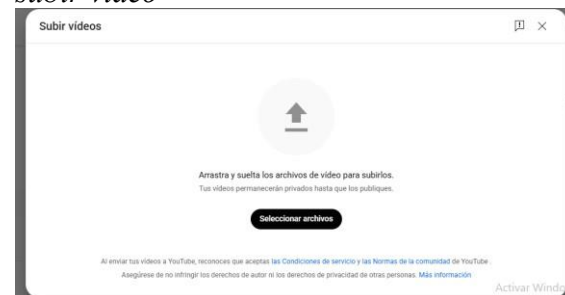 subir video
Subir vídeos
Arrastra y suelta los archivos de vídeo para subirlos.
Tus vídeos permanecerán privados hasta que los publiques.
Seleccionar archivos
Al enviar tus vídeos a YouTube, reconoces que aceptas las Condiciones de servicio y las Normas de la comunidad de YouTube .
Asegúrese de no infringir los derechos de autor ni los derechos de privacidad de otras personas. Más información
Activar Windo